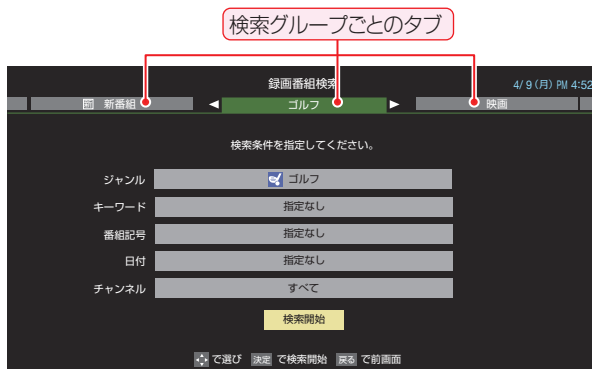 検索グループごとのタブ
録画番組検索
4/ 9 (月) PM 4:52
新 新番組 ◀ ゴルフ ▶ 映画
検索条件を指定してください。
ジャンル ゴルフ
キーワード 指定なし
番組記号 指定なし
日付 指定なし
チャンネル すべて
検索開始
で選び 決定 で検索開始 戻る で前画面